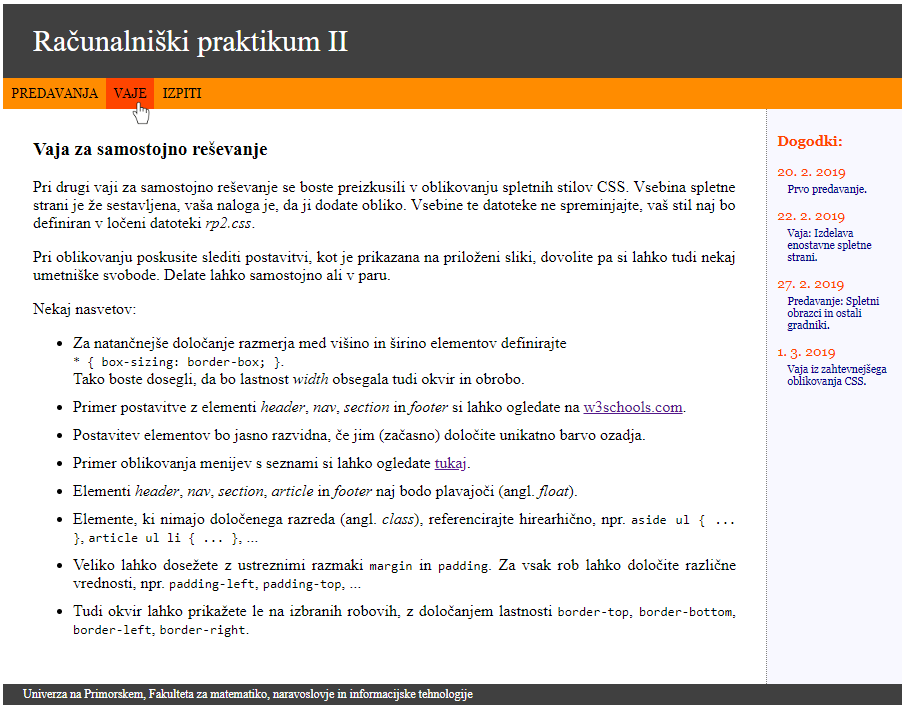 Računalniški praktikum II
PREDAVANJA VAJE IZPITI
Vaja za samostojno reševanje
Pri drugi vaji za samostojno reševanje se boste preizkusili v oblikovanju spletnih stilov CSS. Vsebina spletne
strani je že sestavljena, vaša naloga je, da ji dodate obliko. Vsebine te datoteke ne spreminjajte, vaš stil naj bo
definiran v ločeni datoteki rp2.css.
Pri oblikovanju poskusite slediti postavitvi, kot je prikazana na priloženi sliki, dovolite pa si lahko tudi nekaj
umetniške svobode. Delate lahko samostojno ali v paru.
Nekaj nasvetov:
• Za natančnejše določanje razmerja med višino in širino elementov definirajte
* { box-sizing: border-box; }.
Tako boste dosegli, da bo lastnost width obsegala tudi okvir in obrobo.
• Primer postavitve z elementi header, nav, section in footer si lahko ogledate na w3schools.com.
• Postavitev elementov bo jasno razvidna, če jim (začasno) določite unikatno barvo ozadja.
• Primer oblikovanja menijev s seznami si lahko ogledate tukaj.
• Elementi header, nav, section, article in footer naj bodo plavajoči (angl. float).
• Elemente, ki nimajo določenega razreda (angl. class), referencirajte hirearhično, npr. aside ul { ...
}, article ul li { ... }, ...
• Veliko lahko dosežete z ustreznimi razmaki margin in padding. Za vsak rob lahko določite različne
vrednosti, npr. padding-left, padding-top, ...
• Tudi okvir lahko prikažete le na izbranih robovih, z določanjem lastnosti border-top, border-bottom,
border-left, border-right.
Dogodki:
20. 2. 2019
Prvo predavanje.
22. 2. 2019
Vaja: Izdelava
enostavne spletne
strani.
27. 2. 2019
Predavanje: Spletni
obrazci in ostali
gradniki.
1. 3. 2019
Vaja iz zahtevnejšega
oblikovanja CSS.
Univerza na Primorskem, Fakulteta za matematiko, naravoslovje in informacijske tehnologije